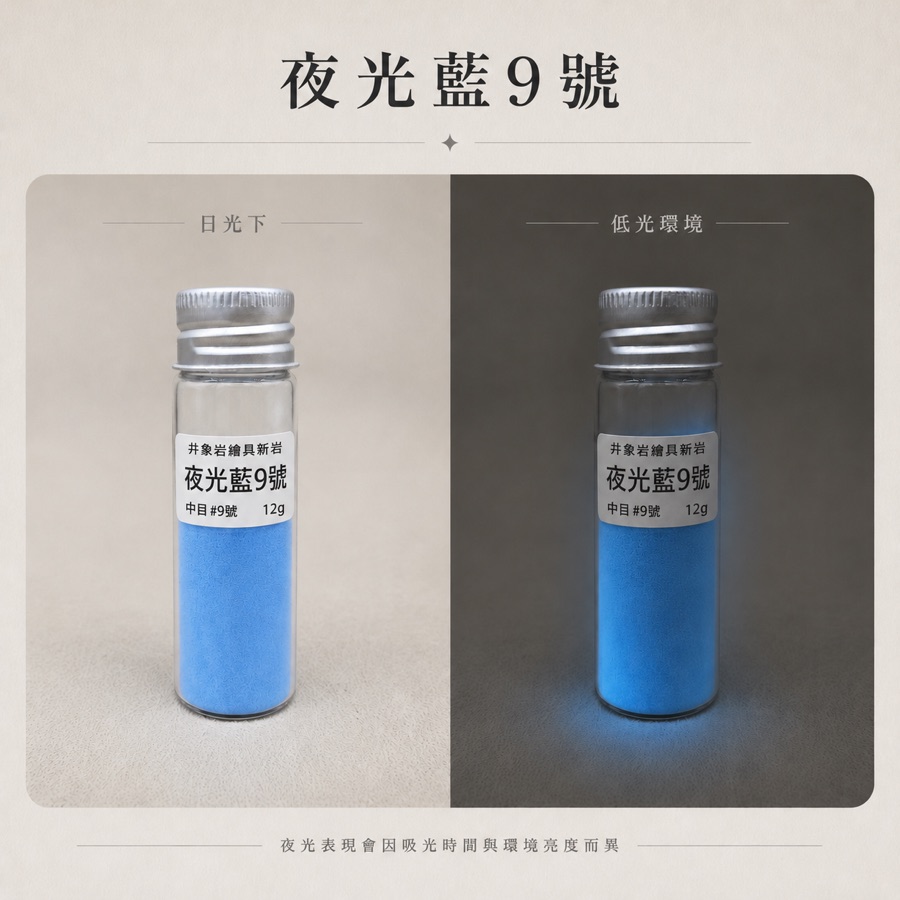 夜光藍9號
日光下
低光環境
井象岩繪具新岩
夜光藍9號
中目 #9號 12g
井象岩繪具新岩
夜光藍9號
中目 #9號 12g
夜光表現會因吸光時間與環境亮度而異